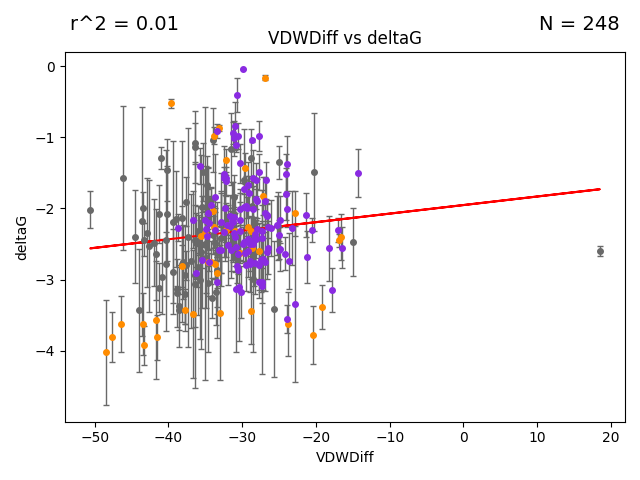 r^2 = 0.01
N = 248
VDWDiff vs deltaG
deltaG
0
−1
−2
−3
−4
−50
−40
−30
−20
−10
0
10
20
VDWDiff